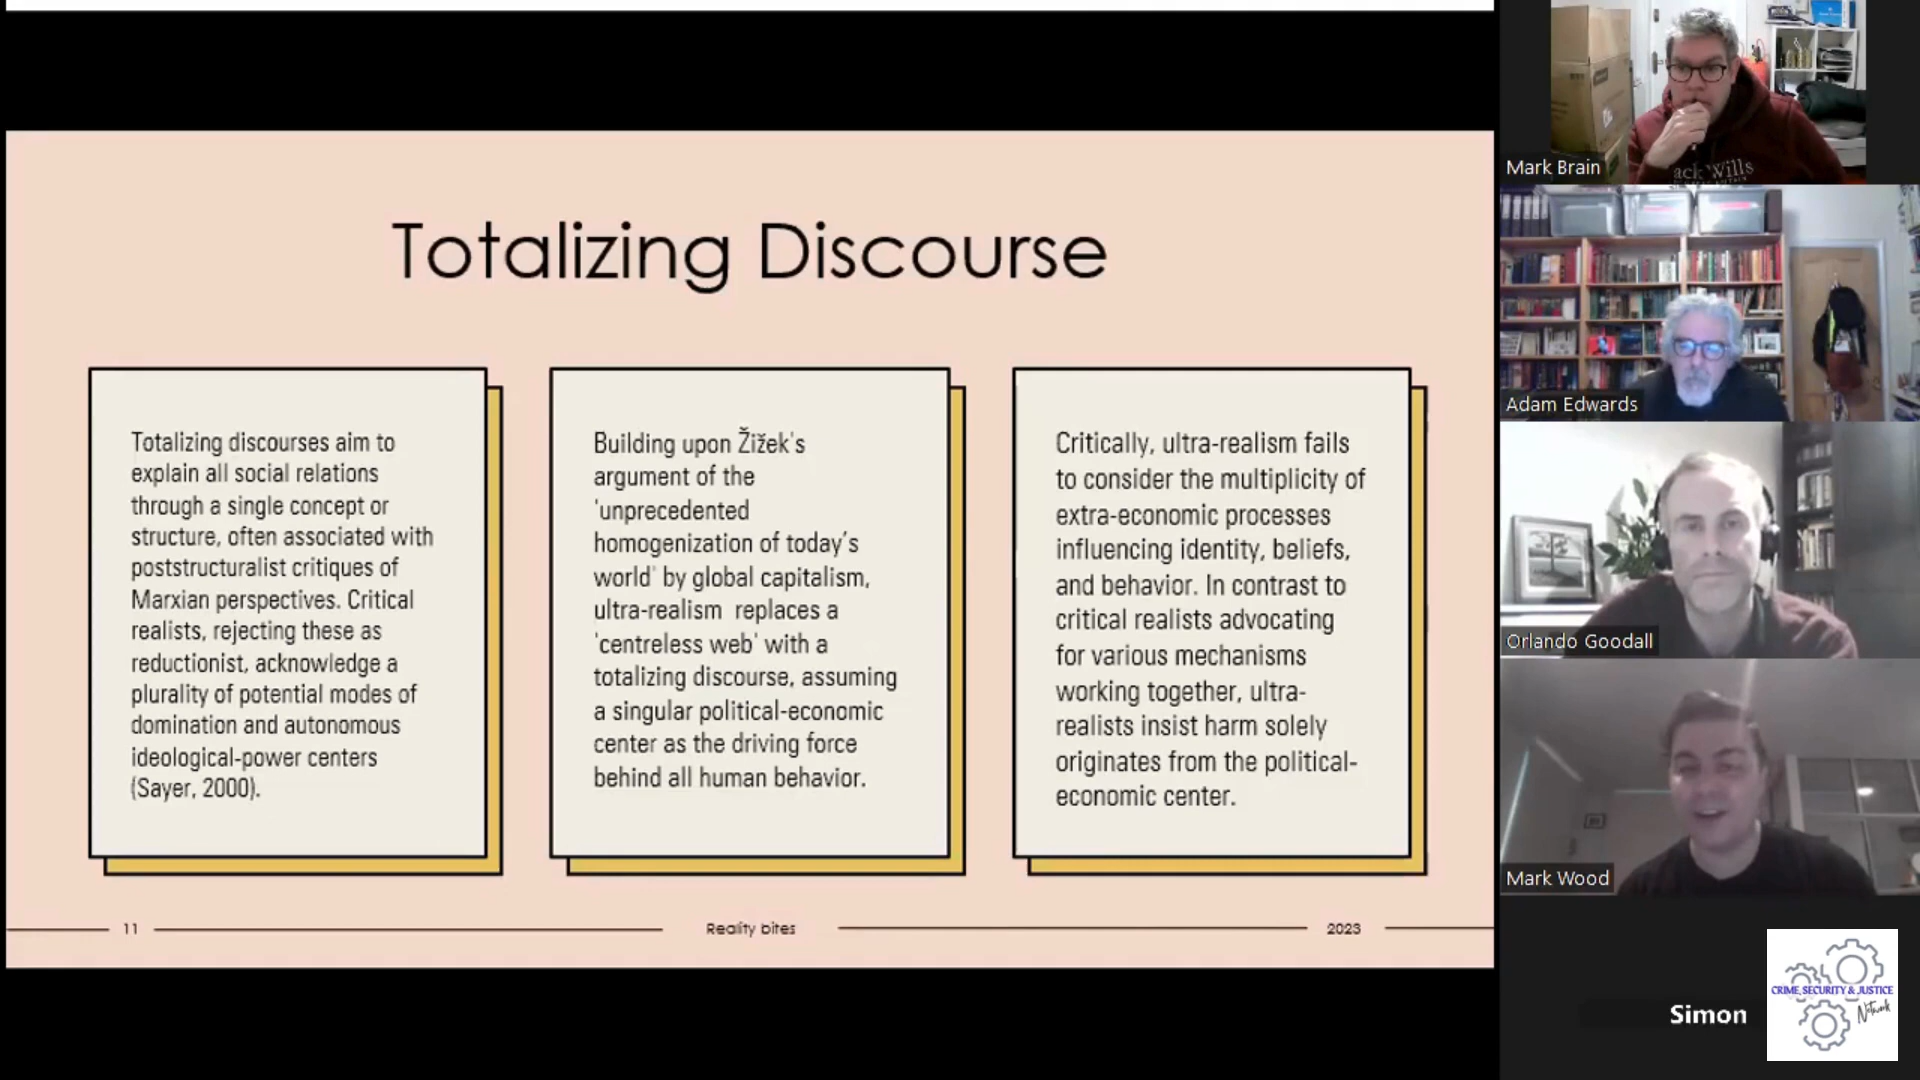 Totalizing Discourse
Totalizing discourses aim to
explain all social relations
through a single concept or
structure, often associated with
poststructuralist critiques of
Marxian perspectives. Critical
realists, rejecting these as
reductionist, acknowledge a
plurality of potential modes of
domination and autonomous
ideological-power centers
(Sayer, 2000).
Building upon Žižek's
argument of the
'unprecedented
homogenization of today's
world' by global capitalism,
ultra-realism replaces a
'centreless web' with a
totalizing discourse, assuming
a singular political-economic
center as the driving force
behind all human behavior.
Critically, ultra-realism fails
to consider the multiplicity of
extra-economic processes
influencing identity, beliefs,
and behavior. In contrast to
critical realists advocating
for various mechanisms
working together, ultra-
realists insist harm solely
originates from the political-
economic center.
11
Reality bites
2023
ack Wills
Mark Brain
Adam Edwards
Orlando Goodall
Mark Wood
Simon
CRIME, SECURITY & JUSTICE
Network